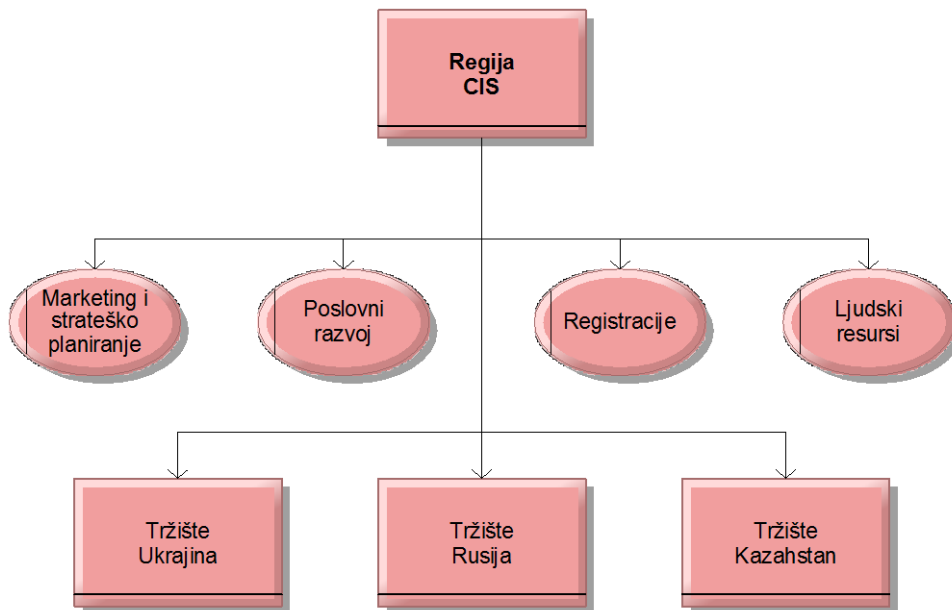 Regija
CIS
Marketing i
strateško
planiranje
Poslovni
razvoj
Registracije
Ljudski
resursi
Tržište
Ukrajina
Tržište
Rusija
Tržište
Kazahstan